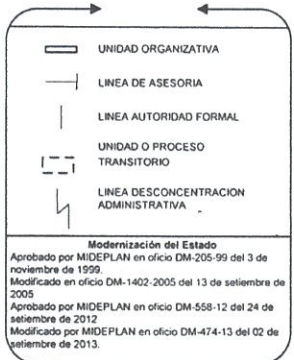 UNIDAD ORGANIZATIVA
LINEA DE ASESORIA
LINEA AUTORIDAD FORMAL
UNIDAD O PROCESO
TRANSITORIO
LINEA DESCONCENTRACION
ADMINISTRATIVA
Modernización del Estado
Aprobado por MIDEPLAN en oficio DM-205-99 del 3 de
noviembre de 1999.
Modificado en oficio DM-1402-2005 del 13 de setiembre de
2005
Aprobado por MIDEPLAN en oficio DM-558-12 del 24 de
setiembre de 2012
Modificado por MIDEPLAN en oficio DM-474-13 del 02 de
setiembre de 2013.